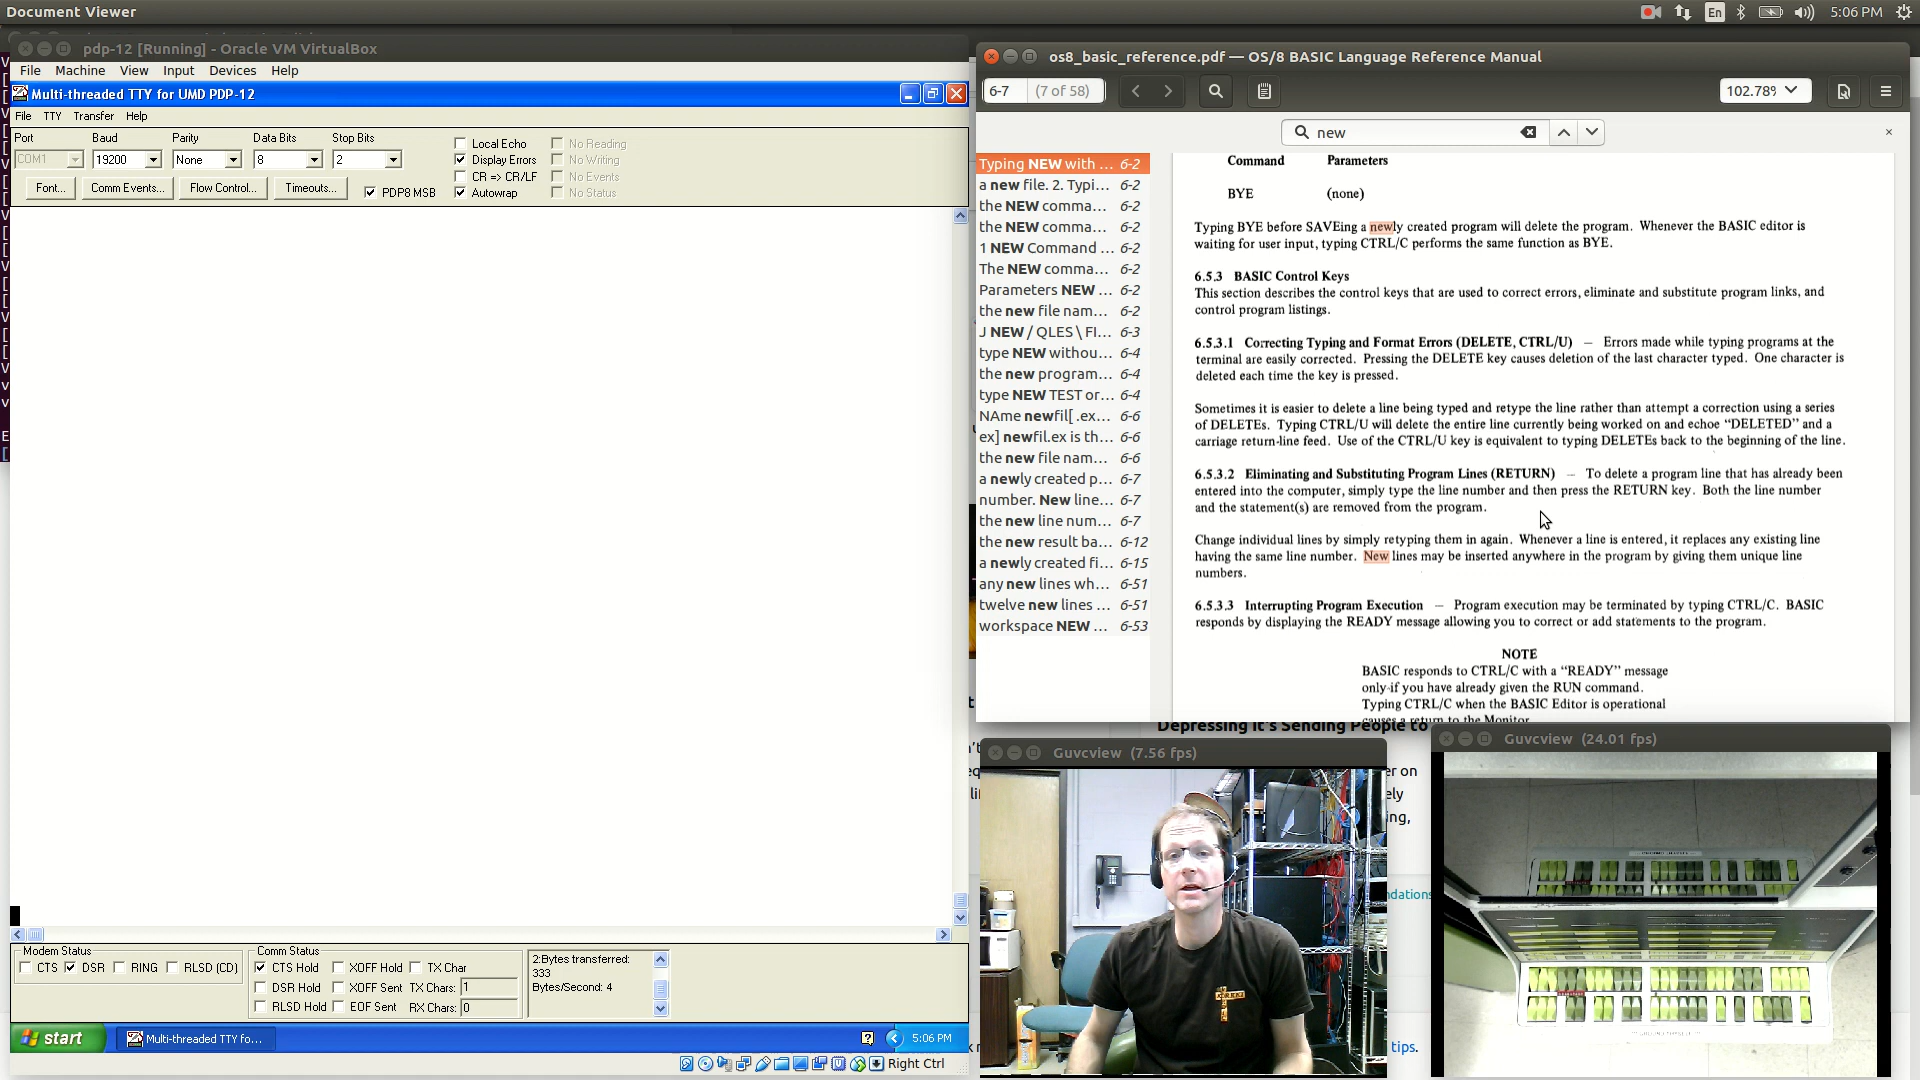 Document Viewer
En
5:06 PM
pdp-12 [Running] - Oracle VM VirtualBox
File Machine View Input Devices Help
Multi-threaded TTY for UMD PDP-12
File TTY Transfer Help
Port Baud Parity Data Bits Stop Bits
COM1 19200 None 8 2
Local Echo No Reading
Display Errors No Writing
CR => CR/LF No Events
Autowrap No Status
Font... Comm Events... Flow Control... Timeouts... PDP8 MSB
Modem Status
CTS DSR RING RLSD (CD)
Comm Status
CTS Hold XOFF Hold TX Char
DSR Hold XOFF Sent TX Chars: 1
RLSD Hold EOF Sent RX Chars: 0
2:Bytes transferred:
333
Bytes/Second: 4
start
Multi-threaded TTY fo...
5:06 PM
Right Ctrl
os8_basic_reference.pdf — OS/8 BASIC Language Reference Manual
6-7 (7 of 58)
102.78%
new
Typing NEW with ... 6-2
a new file. 2. Typi... 6-2
the NEW comma... 6-2
the NEW comma... 6-2
1 NEW Command ... 6-2
The NEW comma... 6-2
Parameters NEW ... 6-2
the new file nam... 6-2
J NEW / QLES \ FI... 6-3
type NEW withou... 6-4
the new program... 6-4
type NEW TEST or... 6-4
NAme newfil[ .ex... 6-6
ex] newfil.ex is th... 6-6
the new file nam... 6-6
a newly created p... 6-7
number. New line... 6-7
the new line num... 6-7
the new result ba... 6-12
a newly created fi... 6-15
any new lines wh... 6-51
twelve new lines ... 6-51
workspace NEW ... 6-53
Command Parameters
BYE (none)
Typing BYE before SAVEing a newly created program will delete the program. Whenever the BASIC editor is
waiting for user input, typing CTRL/C performs the same function as BYE.
6.5.3 BASIC Control Keys
This section describes the control keys that are used to correct errors, eliminate and substitute program links, and
control program listings.
6.5.3.1 Correcting Typing and Format Errors (DELETE, CTRL/U) — Errors made while typing programs at the
terminal are easily corrected. Pressing the DELETE key causes deletion of the last character typed. One character is
deleted each time the key is pressed.
Sometimes it is easier to delete a line being typed and retype the line rather than attempt a correction using a series
of DELETEs. Typing CTRL/U will delete the entire line currently being worked on and echoe “DELETED” and a
carriage return-line feed. Use of the CTRL/U key is equivalent to typing DELETEs back to the beginning of the line.
6.5.3.2 Eliminating and Substituting Program Lines (RETURN) — To delete a program line that has already been
entered into the computer, simply type the line number and then press the RETURN key. Both the line number
and the statement(s) are removed from the program.
Change individual lines by simply retyping them in again. Whenever a line is entered, it replaces any existing line
having the same line number. New lines may be inserted anywhere in the program by giving them unique line
numbers.
6.5.3.3 Interrupting Program Execution — Program execution may be terminated by typing CTRL/C. BASIC
responds by displaying the READY message allowing you to correct or add statements to the program.
NOTE
BASIC responds to CTRL/C with a “READY” message
only if you have already given the RUN command.
Typing CTRL/C when the BASIC Editor is operational
causes a return to the Monitor
Depressing It's Sending People to
Guvcview (7.56 fps)
Guvcview (24.01 fps)
er on
ely
ing,
ndations
tips.